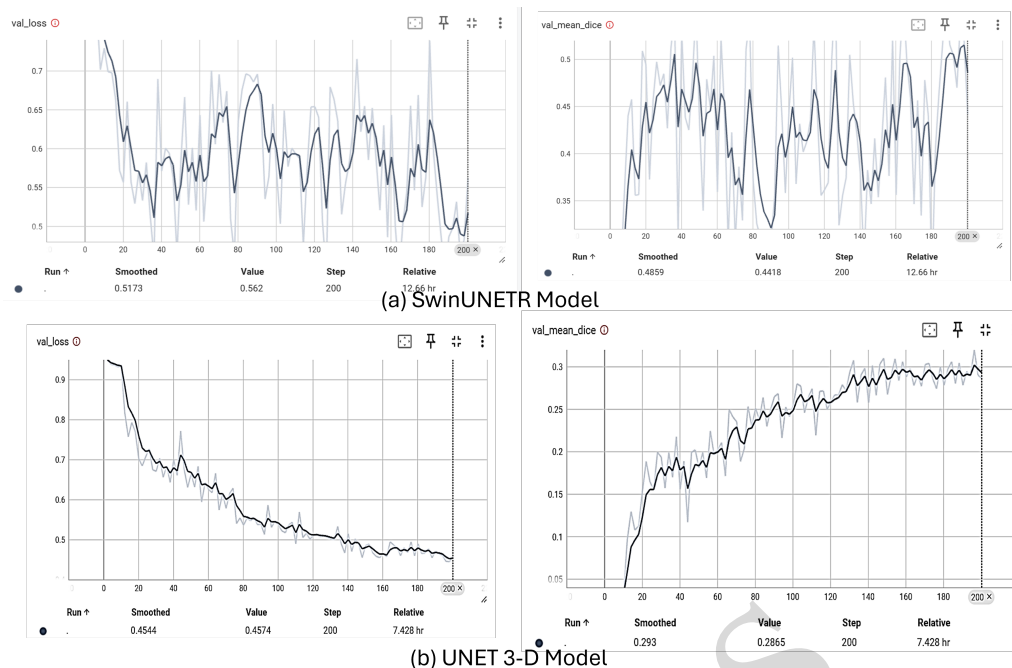 val_loss
0.7
0.65
0.6
0.55
0.5
0 20 40 60 80 100 120 140 160 180 200 ×
Run ↑ Smoothed Value Step Relative
. 0.5173 0.562 200 12.66 hr
val_mean_dice
0.5
0.45
0.4
0.35
0 20 40 60 80 100 120 140 160 180 200 ×
Run ↑ Smoothed Value Step Relative
. 0.4859 0.4418 200 12.66 hr
(a) SwinUNETR Model
val_loss
0.9
0.8
0.7
0.6
0.5
0 20 40 60 80 100 120 140 160 180 200 ×
Run ↑ Smoothed Value Step Relative
. 0.4544 0.4574 200 7.428 hr
val_mean_dice
0.3
0.25
0.2
0.15
0.1
0.05
0 20 40 60 80 100 120 140 160 180 200 ×
Run ↑ Smoothed Value Step Relative
. 0.293 0.2865 200 7.428 hr
(b) UNET 3-D Model